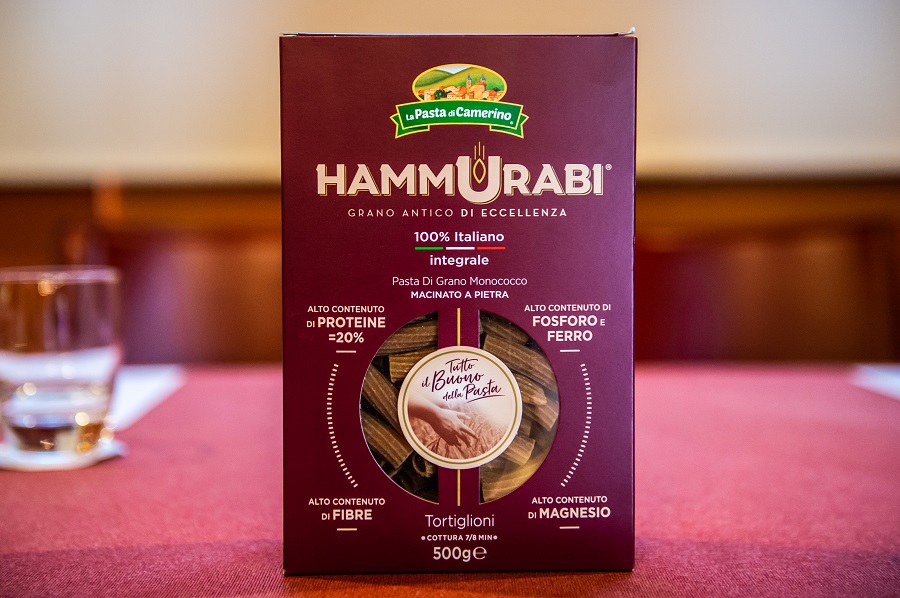 La Pasta di Camerino®
HAMMURABI®
GRANO ANTICO DI ECCELLENZA
100% Italiano
integrale
Pasta Di Grano Monococco
MACINATO A PIETRA
ALTO CONTENUTO
DI PROTEINE
=20%
ALTO CONTENUTO DI
FOSFORO E
FERRO
Tutto
il Buono
della Pasta
ALTO CONTENUTO
DI FIBRE
ALTO CONTENUTO
DI MAGNESIO
Tortiglioni
• COTTURA 7/8 MIN •
500g℮